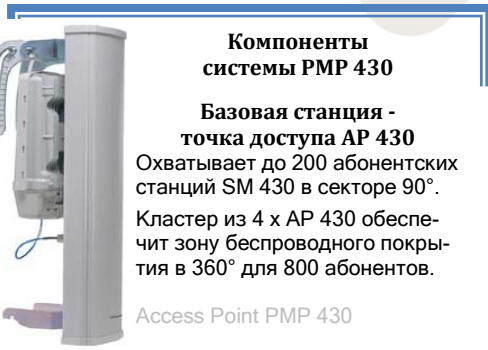 Компоненты
системы PMP 430
Базовая станция -
точка доступа AP 430
Охватывает до 200 абонентских
станций SM 430 в секторе 90°.
Кластер из 4 х AP 430 обеспе-
чит зону беспроводного покры-
тия в 360° для 800 абонентов.
Access Point PMP 430